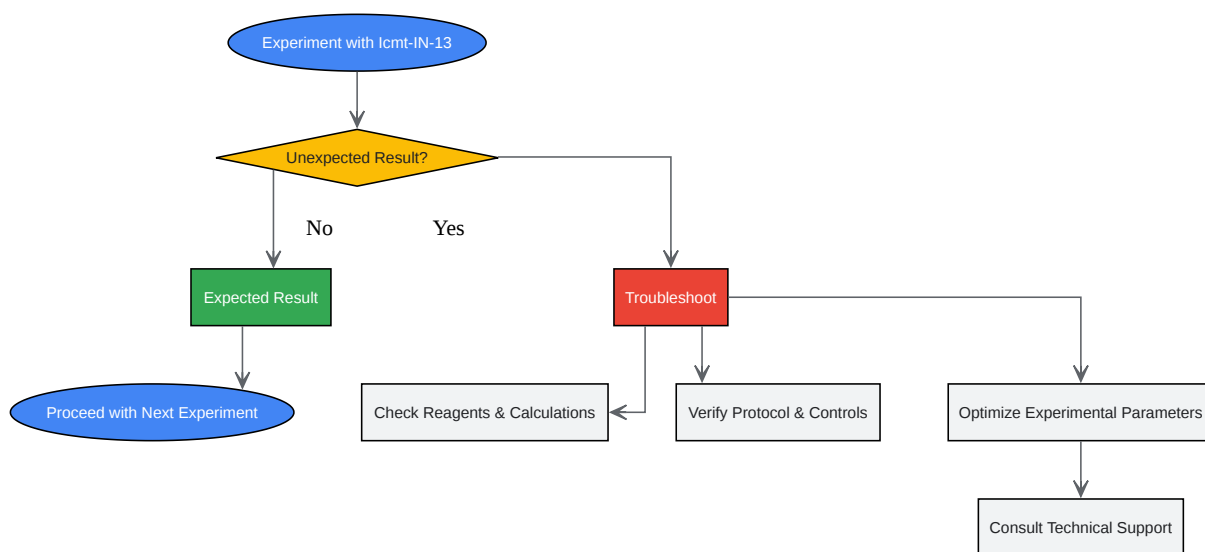 Experiment with Icmt-IN-13
Unexpected Result?
No
Yes
Expected Result
Troubleshoot
Proceed with Next Experiment
Check Reagents & Calculations
Verify Protocol & Controls
Optimize Experimental Parameters
Consult Technical Support